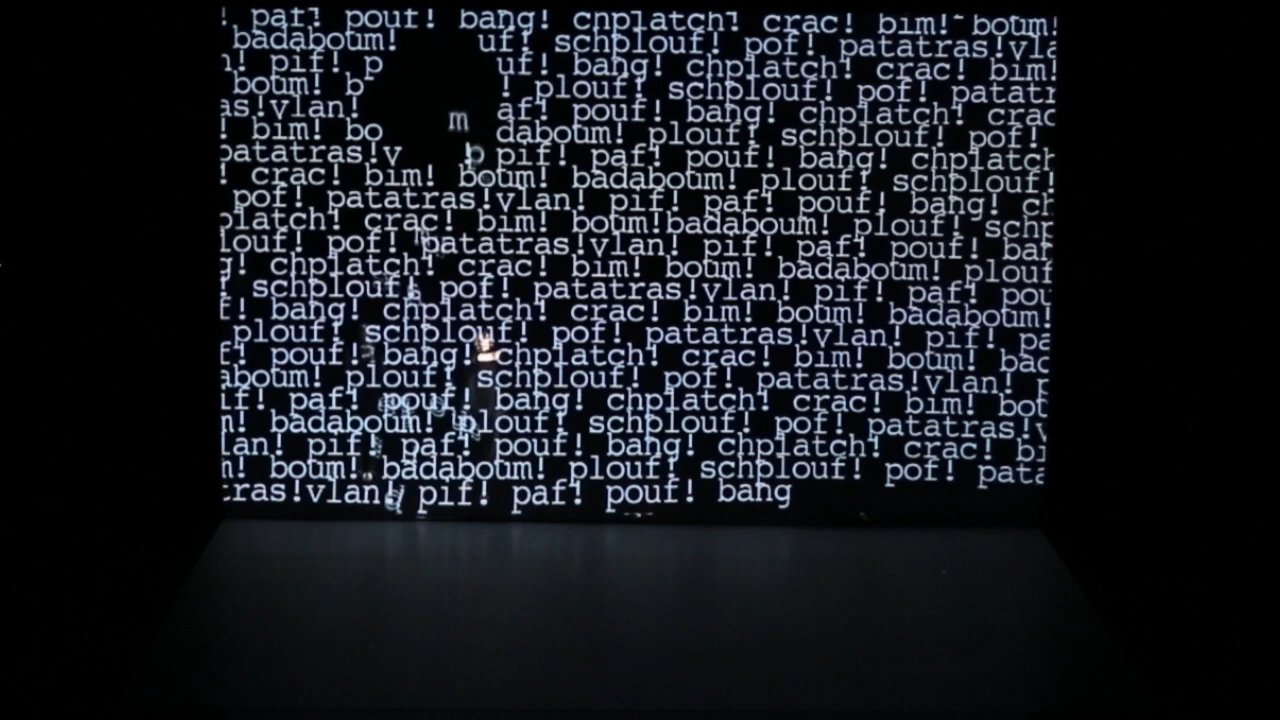 ! paf! pouf! bang! chplatch! crac! bim! boum!
badaboum! uf! schplouf! pof! patatras!vla
! pif! p uf! bang! chplatch! crac! bim!
boum! b ! plouf! schplouf! pof! patatr
as!vlan! af! pouf! bang! chplatch! crac
! bim! bo m daboum! plouf! schplouf! pof!
patatras!v b pif! paf! pouf! bang! chplatch
! crac! bim! boum! badaboum! plouf! schplouf!
pof! patatras!vlan! pif! paf! pouf! bang! ch
platch! crac! bim! boum!badaboum! plouf! schp
louf! pof! patatras!vlan! pif! paf! pouf! ban
g! chplatch! crac! bim! boum! badaboum! plouf
! schplouf! pof! patatras!vlan! pif! paf! pou
f! bang! chplatch! crac! bim! boum! badaboum!
plouf! schplouf! pof! patatras!vlan! pif! pa
f! pouf! bang! chplatch! crac! bim! boum! bad
aboum! plouf! schplouf! pof! patatras!vlan! p
if! paf! pouf! bang! chplatch! crac! bim! bou
m! badaboum! plouf! schplouf! pof! patatras!v
lan! pif! paf! pouf! bang! chplatch! crac! bi
m! boum! badaboum! plouf! schplouf! pof! pata
tras!vlan! pif! paf! pouf! bang